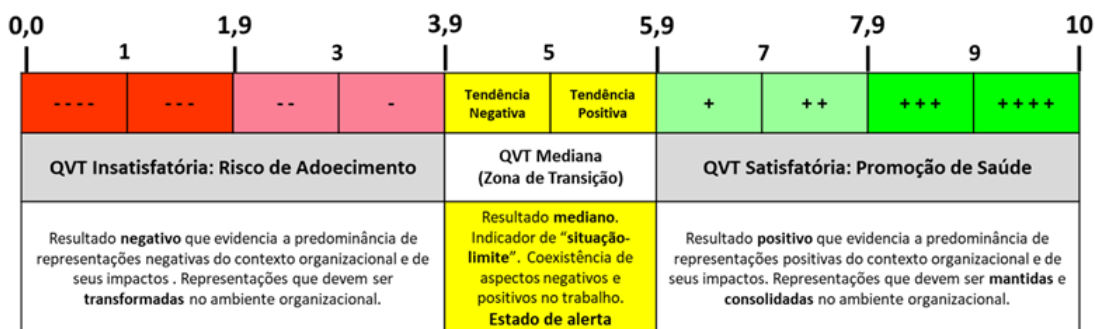 0,0 1,9 3,9 5,9 7,9 10
1 3 5 7 9
---- --- -- - Tendência Negativa Tendência Positiva + ++ +++ ++++
QVT Insatisfatória: Risco de Adoecimento
QVT Mediana
(Zona de Transição)
QVT Satisfatória: Promoção de Saúde
Resultado negativo que evidencia a predominância de
representações negativas do contexto organizacional e de
seus impactos . Representações que devem ser
transformadas no ambiente organizacional.
Resultado mediano.
Indicador de “situação-
limite”. Coexistência de
aspectos negativos e
positivos no trabalho.
Estado de alerta
Resultado positivo que evidencia a predominância de
representações positivas do contexto organizacional e de
seus impactos. Representações que devem ser mantidas e
consolidadas no ambiente organizacional.